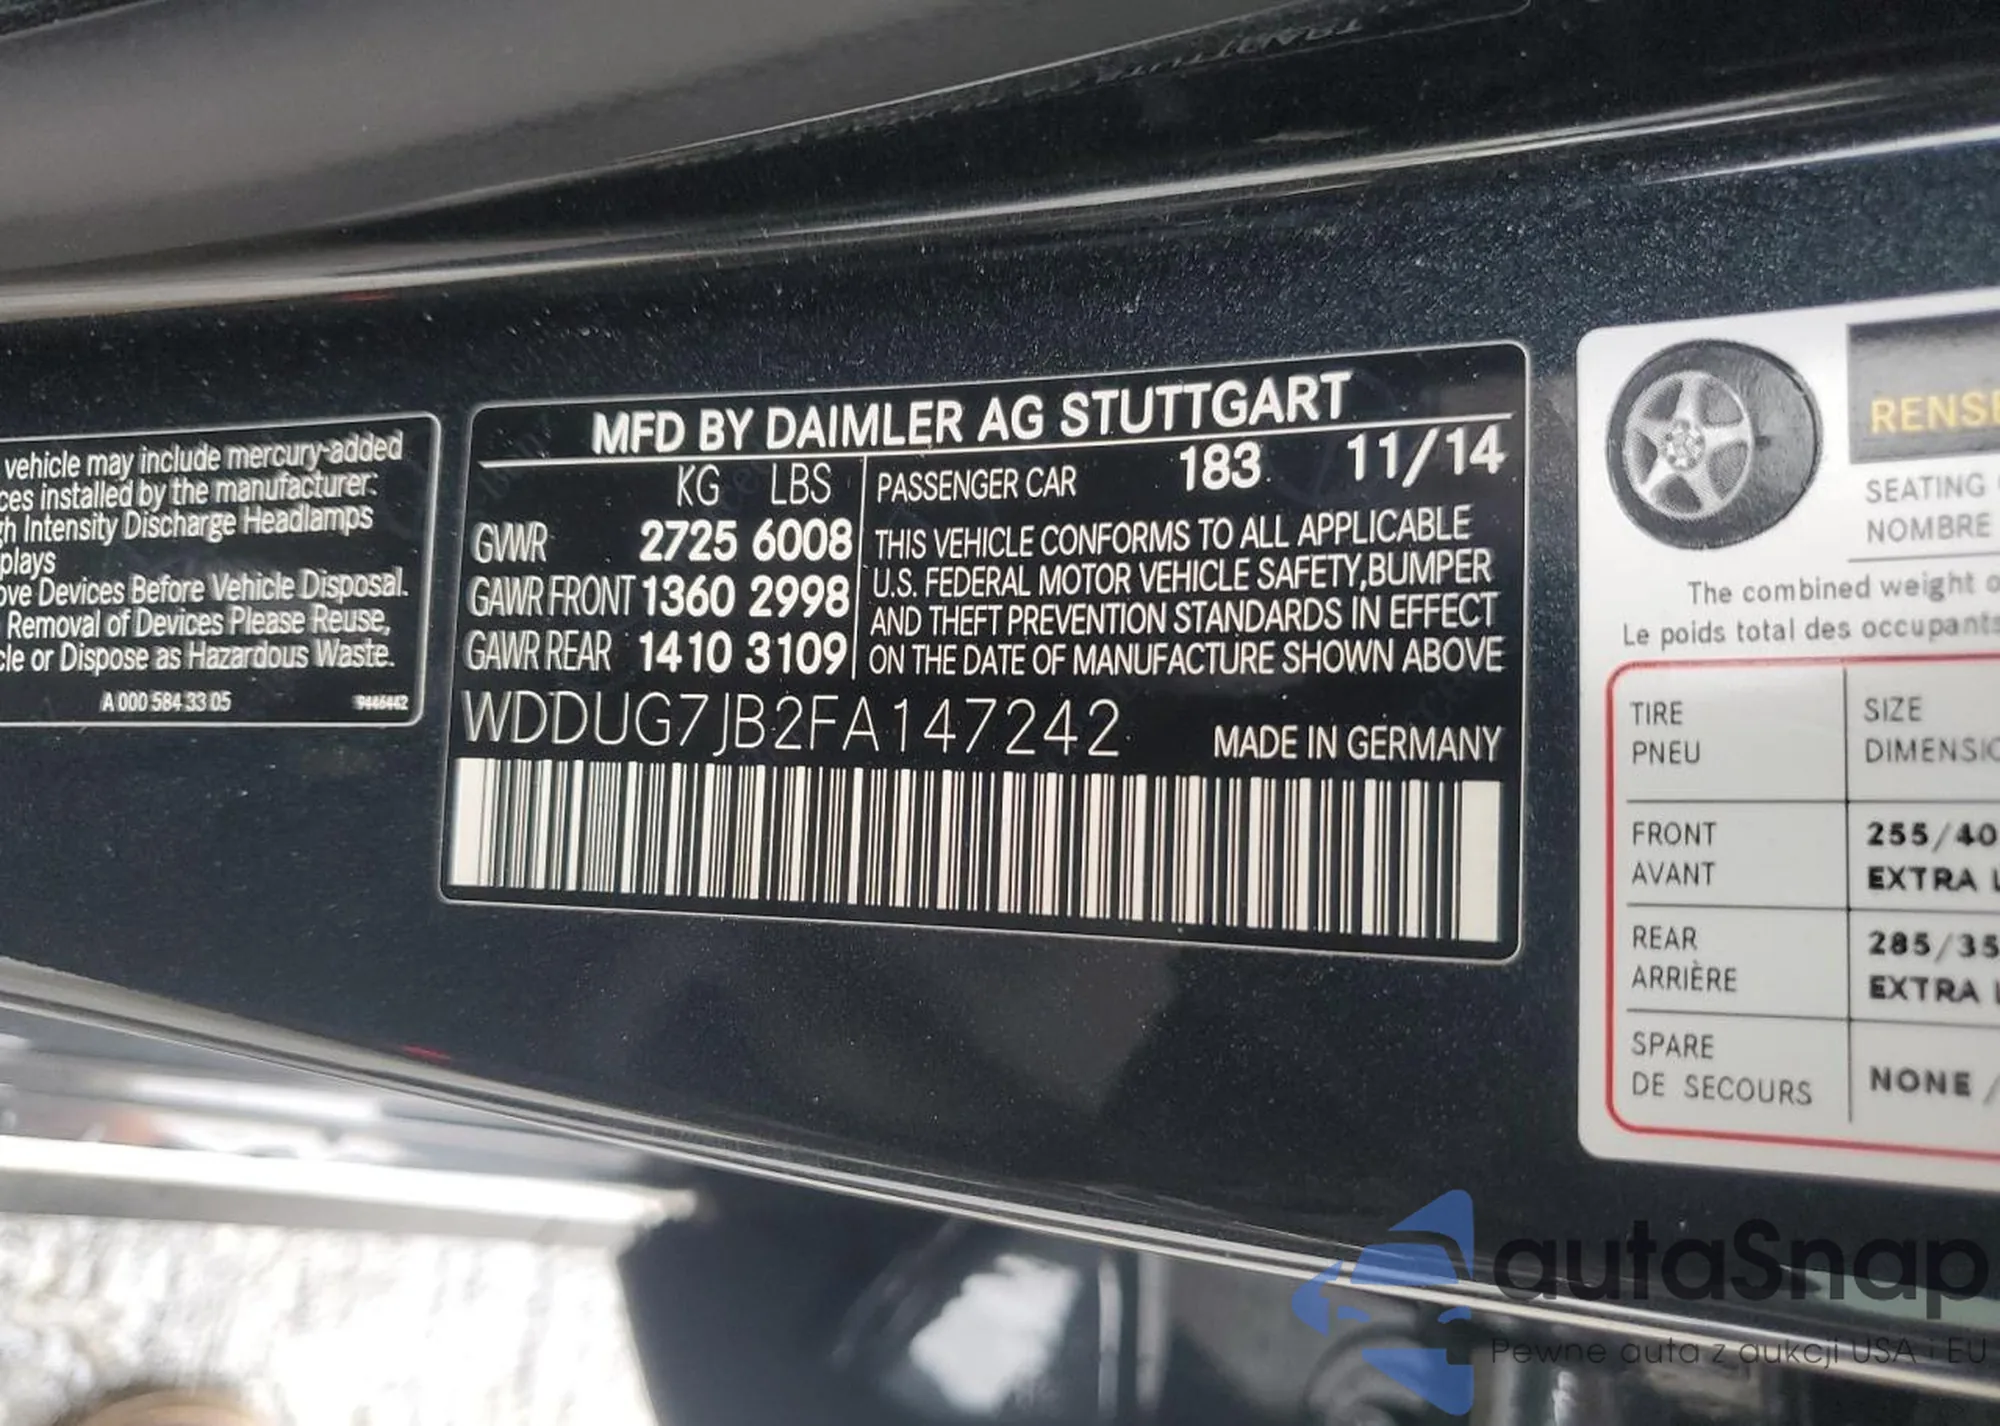 vehicle may include mercury-added
ces installed by the manufacturer:
gh Intensity Discharge Headlamps
plays
ove Devices Before Vehicle Disposal.
Removal of Devices Please Reuse,
cle or Dispose as Hazardous Waste.
A 000 584 33 05
MFD BY DAIMLER AG STUTTGART
KG LBS
GVWR 2725 6008
GAWR FRONT 1360 2998
GAWR REAR 1410 3109
PASSENGER CAR 183 11/14
THIS VEHICLE CONFORMS TO ALL APPLICABLE
U.S. FEDERAL MOTOR VEHICLE SAFETY,BUMPER
AND THEFT PREVENTION STANDARDS IN EFFECT
ON THE DATE OF MANUFACTURE SHOWN ABOVE
WDDUG7JB2FA147242
MADE IN GERMANY
RENSE
SEATING
NOMBRE
The combined weight o
Le poids total des occupants
TIRE SIZE
PNEU DIMENSIO
FRONT 255/40
AVANT EXTRA L
REAR 285/35
ARRIÈRE EXTRA L
SPARE
DE SECOURS NONE /
autaSnap
Pewne auta z aukcji USA i EU